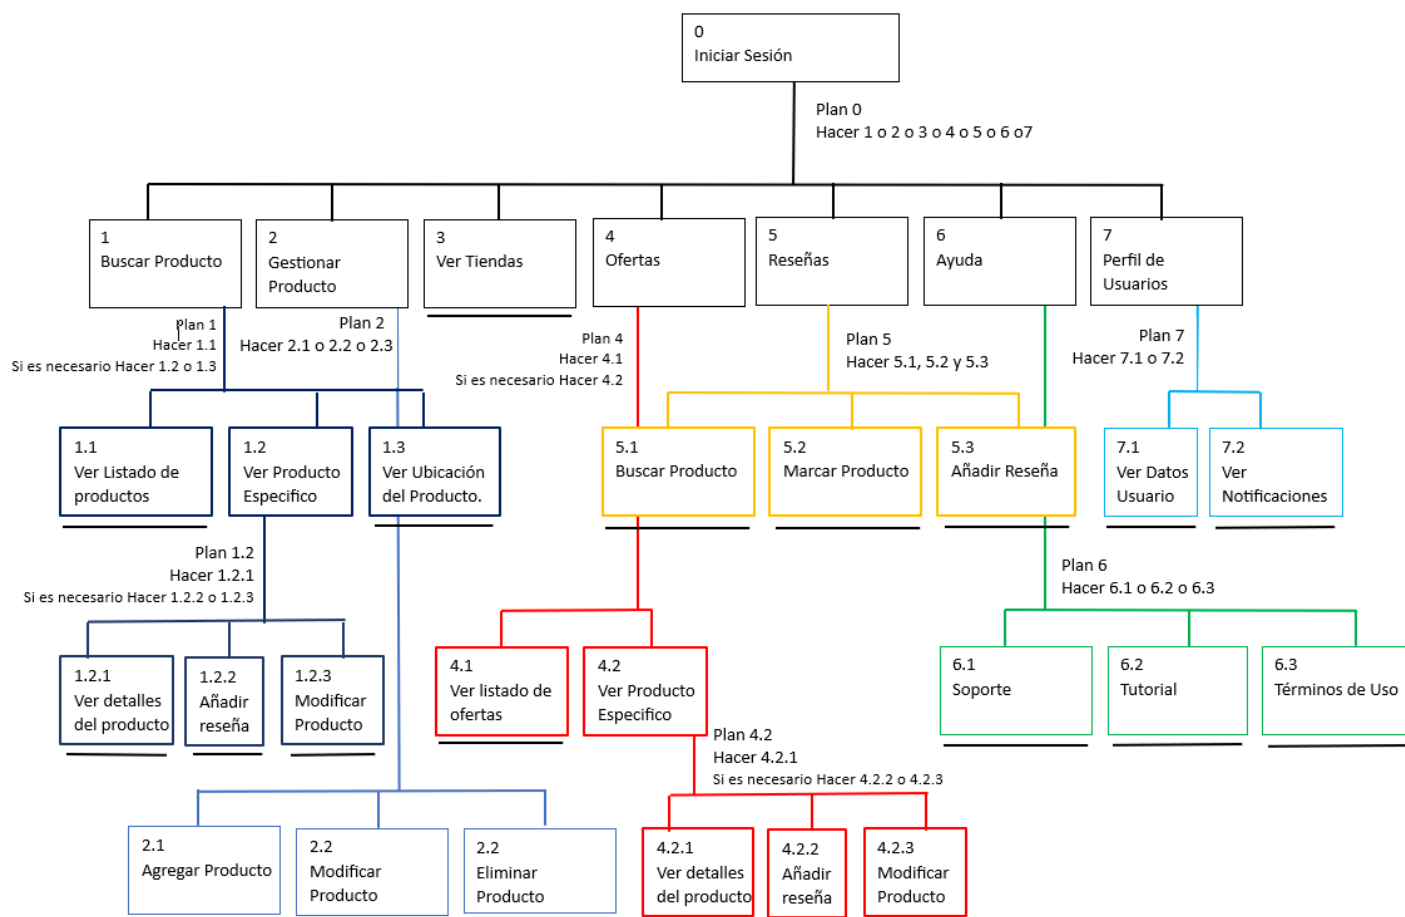 0
Iniciar Sesión
Plan 0
Hacer 1 o 2 o 3 o 4 o 5 o 6 o7
1
Buscar Producto
2
Gestionar
Producto
3
Ver Tiendas
4
Ofertas
5
Reseñas
6
Ayuda
7
Perfil de
Usuarios
Plan 1
Hacer 1.1
Si es necesario Hacer 1.2 o 1.3
Plan 2
Hacer 2.1 o 2.2 o 2.3
Plan 4
Hacer 4.1
Si es necesario Hacer 4.2
Plan 5
Hacer 5.1, 5.2 y 5.3
Plan 7
Hacer 7.1 o 7.2
1.1
Ver Listado de
productos
1.2
Ver Producto
Especifico
1.3
Ver Ubicación
del Producto.
5.1
Buscar Producto
5.2
Marcar Producto
5.3
Añadir Reseña
7.1
Ver Datos
Usuario
7.2
Ver
Notificaciones
Plan 1.2
Hacer 1.2.1
Si es necesario Hacer 1.2.2 o 1.2.3
Plan 6
Hacer 6.1 o 6.2 o 6.3
1.2.1
Ver detalles
del producto
1.2.2
Añadir
reseña
1.2.3
Modificar
Producto
4.1
Ver listado de
ofertas
4.2
Ver Producto
Especifico
6.1
Soporte
6.2
Tutorial
6.3
Términos de Uso
Plan 4.2
Hacer 4.2.1
Si es necesario Hacer 4.2.2 o 4.2.3
2.1
Agregar Producto
2.2
Modificar
Producto
2.2
Eliminar
Producto
4.2.1
Ver detalles
del producto
4.2.2
Añadir
reseña
4.2.3
Modificar
Producto